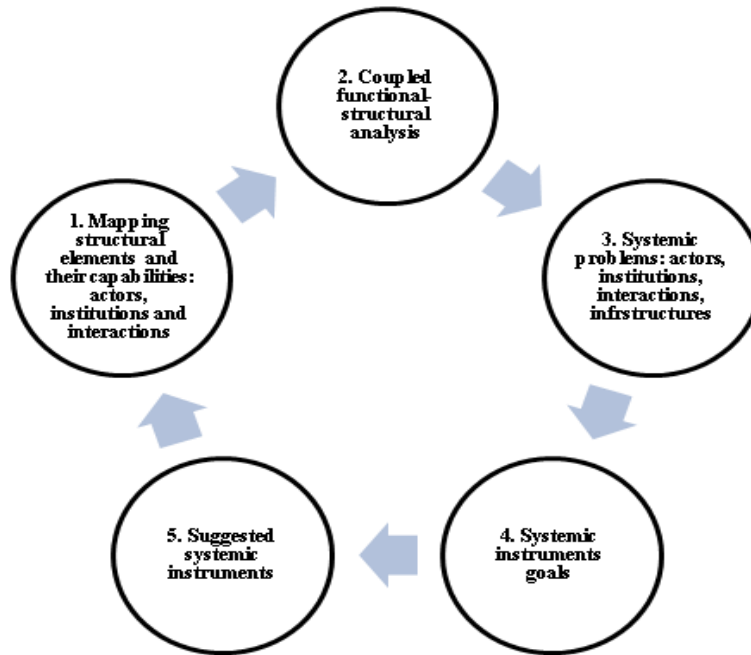 1. Mapping
structural
elements and
their capabilities:
actors,
institutions and
interactions
2. Coupled
functional-
structural
analysis
3. Systemic
problems: actors,
institutions,
interactions,
infrstructures
4. Systemic
instruments
goals
5. Suggested
systemic
instruments